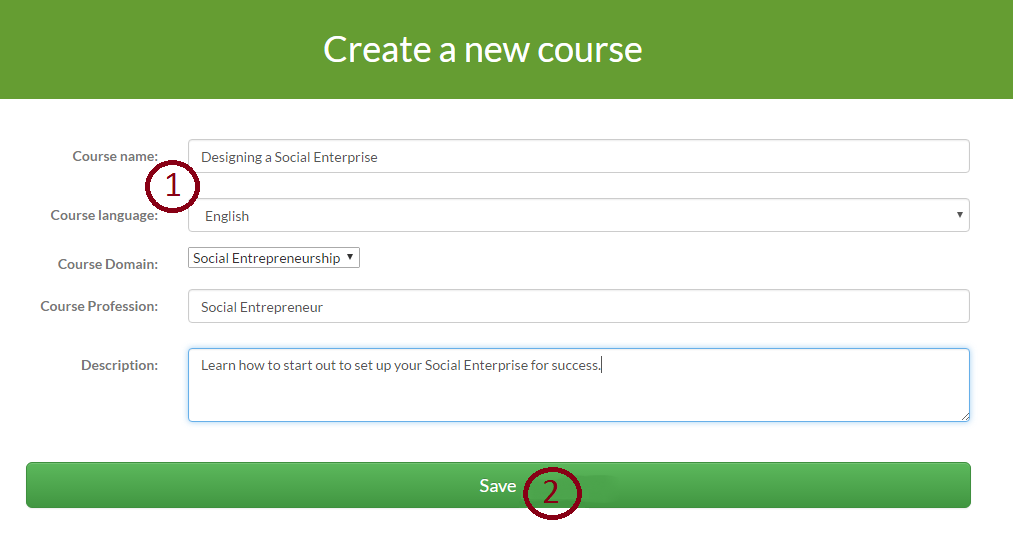 Create a new course
Course name: Designing a Social Enterprise
1
Course language: English
Course Domain: Social Entrepreneurship
Course Profession: Social Entrepreneur
Description: Learn how to start out to set up your Social Enterprise for success.
Save 2